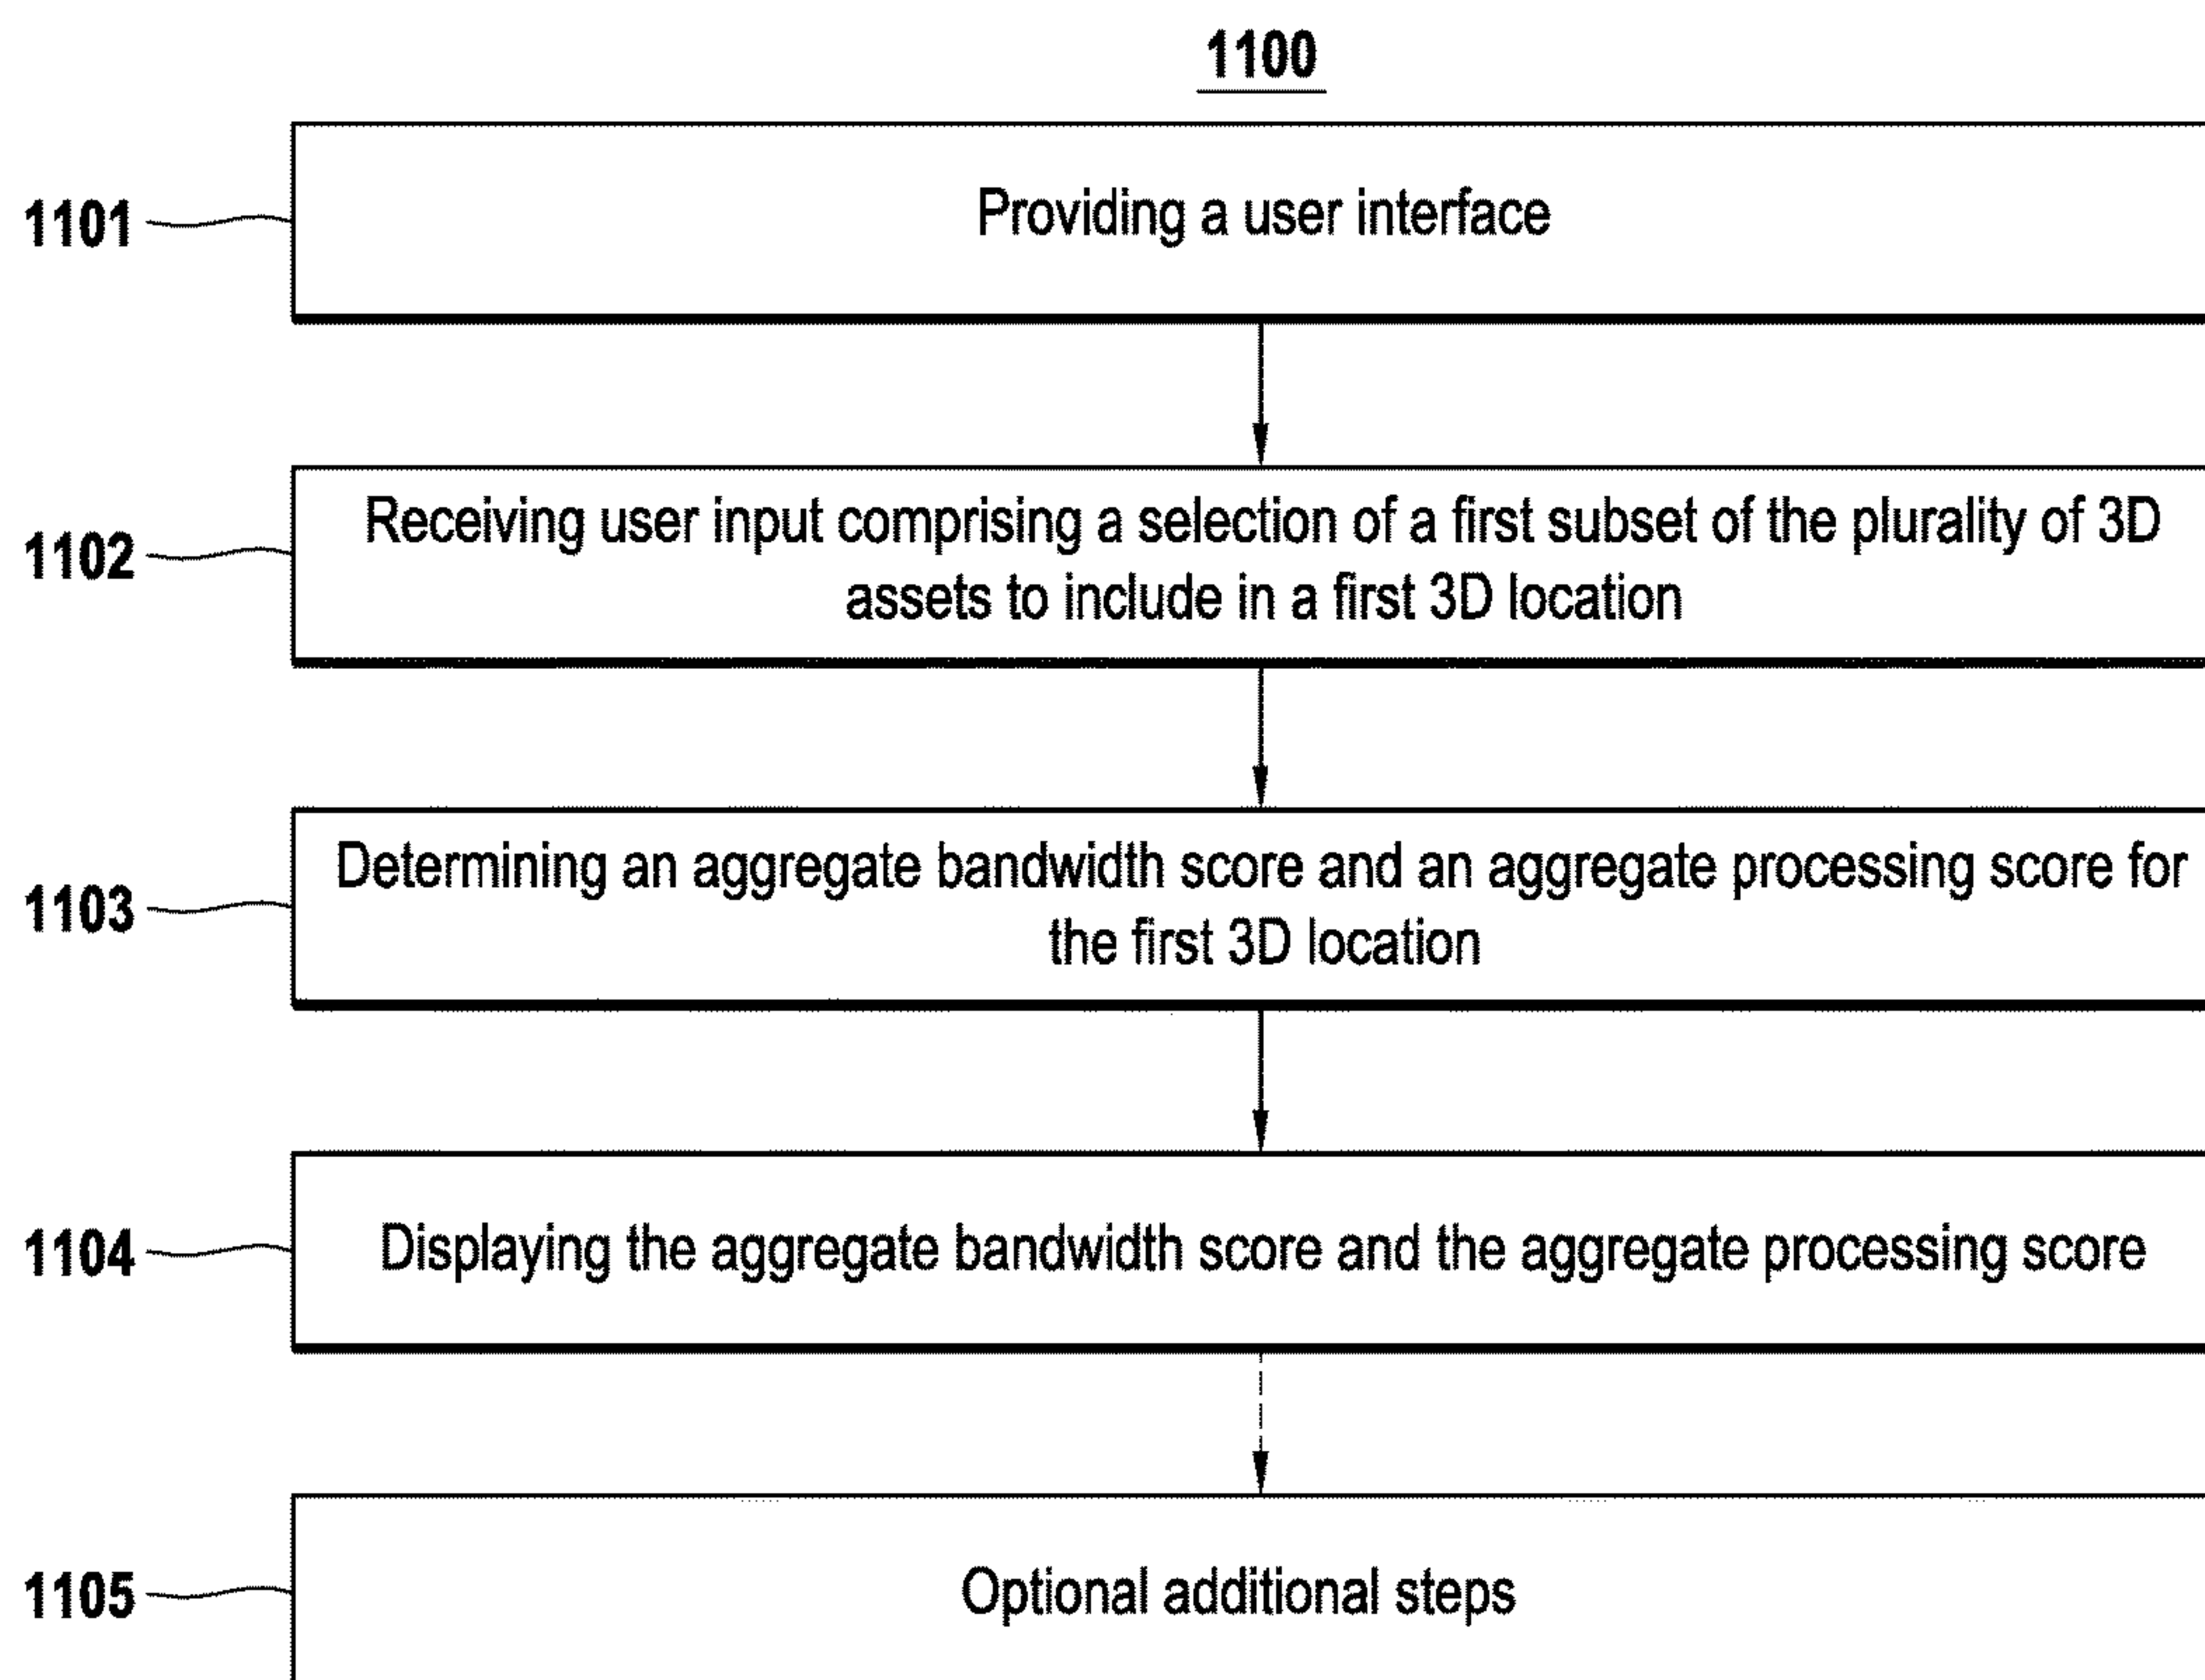 1100
1101
Providing a user interface
1102
Receiving user input comprising a selection of a first subset of the plurality of 3D
assets to include in a first 3D location
1103
Determining an aggregate bandwidth score and an aggregate processing score for
the first 3D location
1104
Displaying the aggregate bandwidth score and the aggregate processing score
1105
Optional additional steps